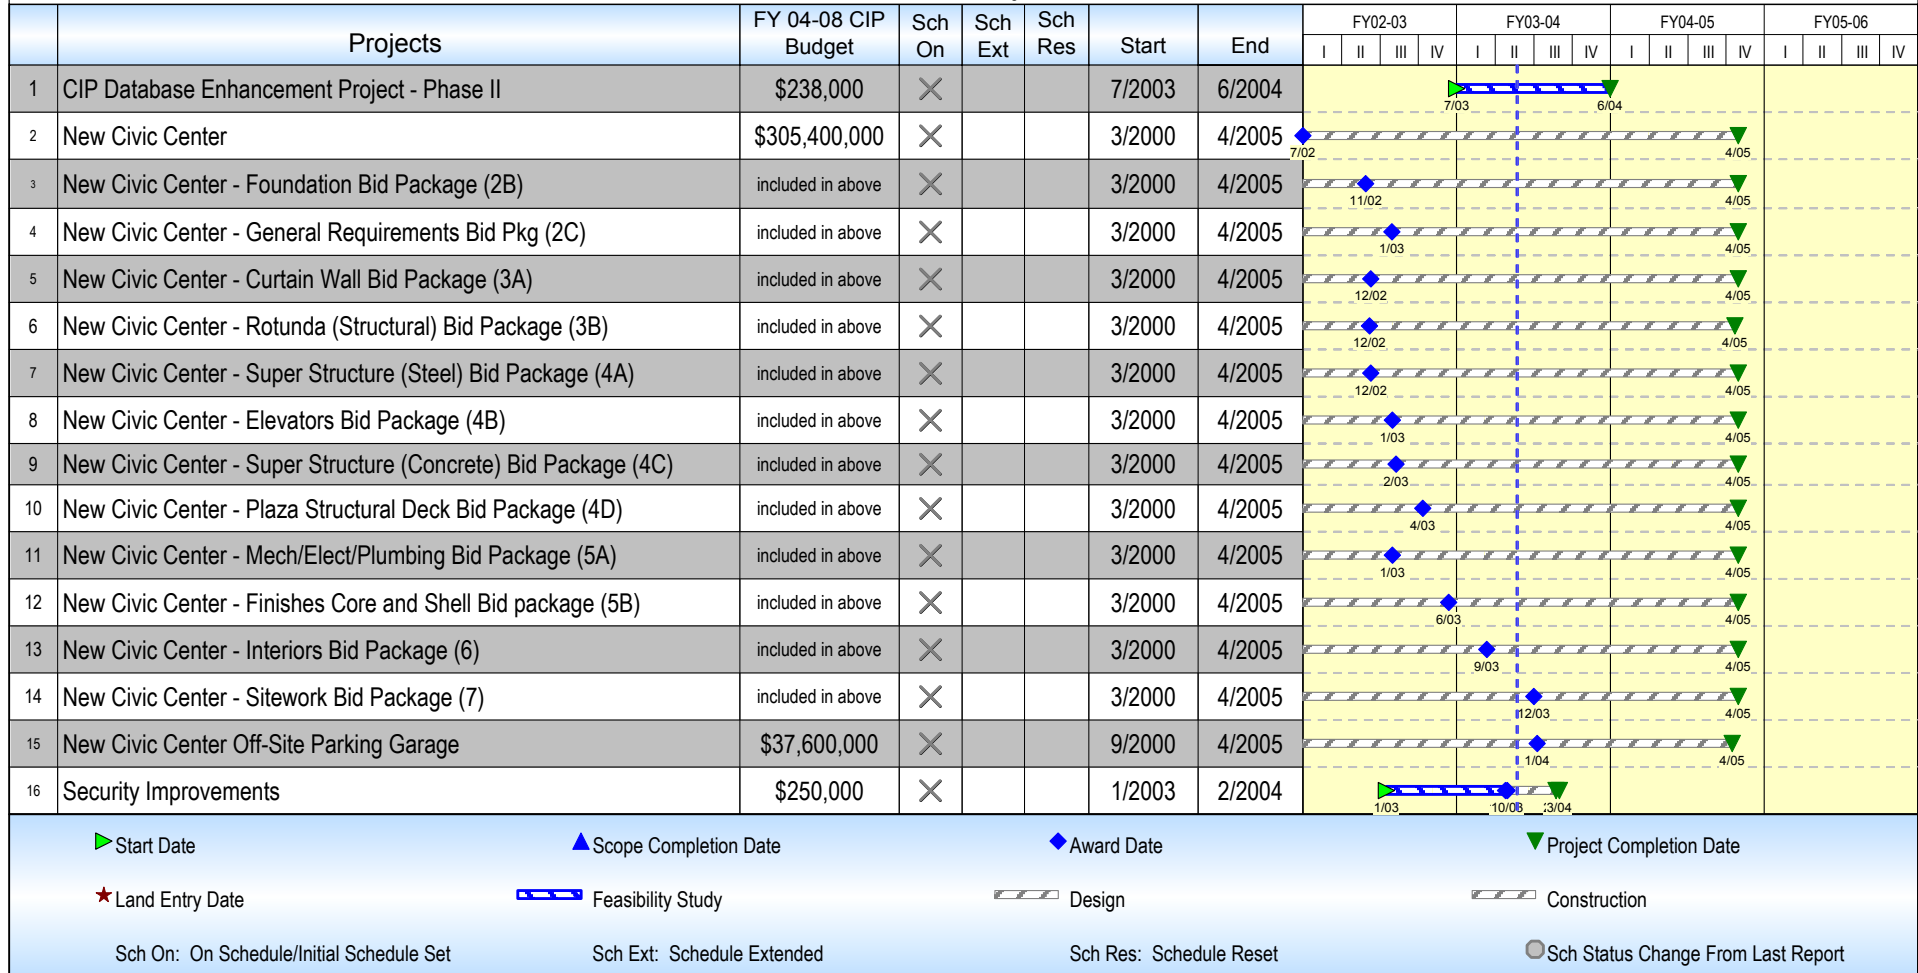 Projects FY 04-08 CIP Budget Sch On Sch Ext Sch Res Start End FY02-03 FY03-04 FY04-05 FY05-06
I II III IV I II III IV I II III IV I II III IV
1 CIP Database Enhancement Project - Phase II $238,000 7/2003 6/2004 7/03 6/04
2 New Civic Center $305,400,000 3/2000 4/2005 7/02 4/05
3 New Civic Center - Foundation Bid Package (2B) included in above 3/2000 4/2005 11/02 4/05
4 New Civic Center - General Requirements Bid Pkg (2C) included in above 3/2000 4/2005 1/03 4/05
5 New Civic Center - Curtain Wall Bid Package (3A) included in above 3/2000 4/2005 12/02 4/05
6 New Civic Center - Rotunda (Structural) Bid Package (3B) included in above 3/2000 4/2005 12/02 4/05
7 New Civic Center - Super Structure (Steel) Bid Package (4A) included in above 3/2000 4/2005 12/02 4/05
8 New Civic Center - Elevators Bid Package (4B) included in above 3/2000 4/2005 1/03 4/05
9 New Civic Center - Super Structure (Concrete) Bid Package (4C) included in above 3/2000 4/2005 2/03 4/05
10 New Civic Center - Plaza Structural Deck Bid Package (4D) included in above 3/2000 4/2005 4/03 4/05
11 New Civic Center - Mech/Elect/Plumbing Bid Package (5A) included in above 3/2000 4/2005 1/03 4/05
12 New Civic Center - Finishes Core and Shell Bid package (5B) included in above 3/2000 4/2005 6/03 4/05
13 New Civic Center - Interiors Bid Package (6) included in above 3/2000 4/2005 9/03 4/05
14 New Civic Center - Sitework Bid Package (7) included in above 3/2000 4/2005 12/03 4/05
15 New Civic Center Off-Site Parking Garage $37,600,000 9/2000 4/2005 1/04 4/05
16 Security Improvements $250,000 1/2003 2/2004 1/03 10/03 3/04
Start Date Scope Completion Date Award Date Project Completion Date
Land Entry Date Feasibility Study Design Construction
Sch On: On Schedule/Initial Schedule Set Sch Ext: Schedule Extended Sch Res: Schedule Reset Sch Status Change From Last Report